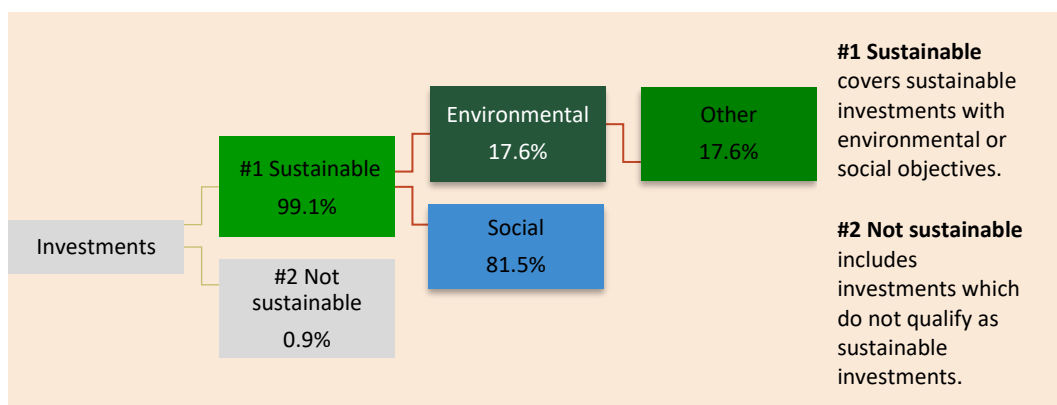 Investments
#1 Sustainable
99.1%
#2 Not
sustainable
0.9%
Environmental
17.6%
Social
81.5%
Other
17.6%
#1 Sustainable
covers sustainable
investments with
environmental or
social objectives.
#2 Not sustainable
includes
investments which
do not qualify as
sustainable
investments.